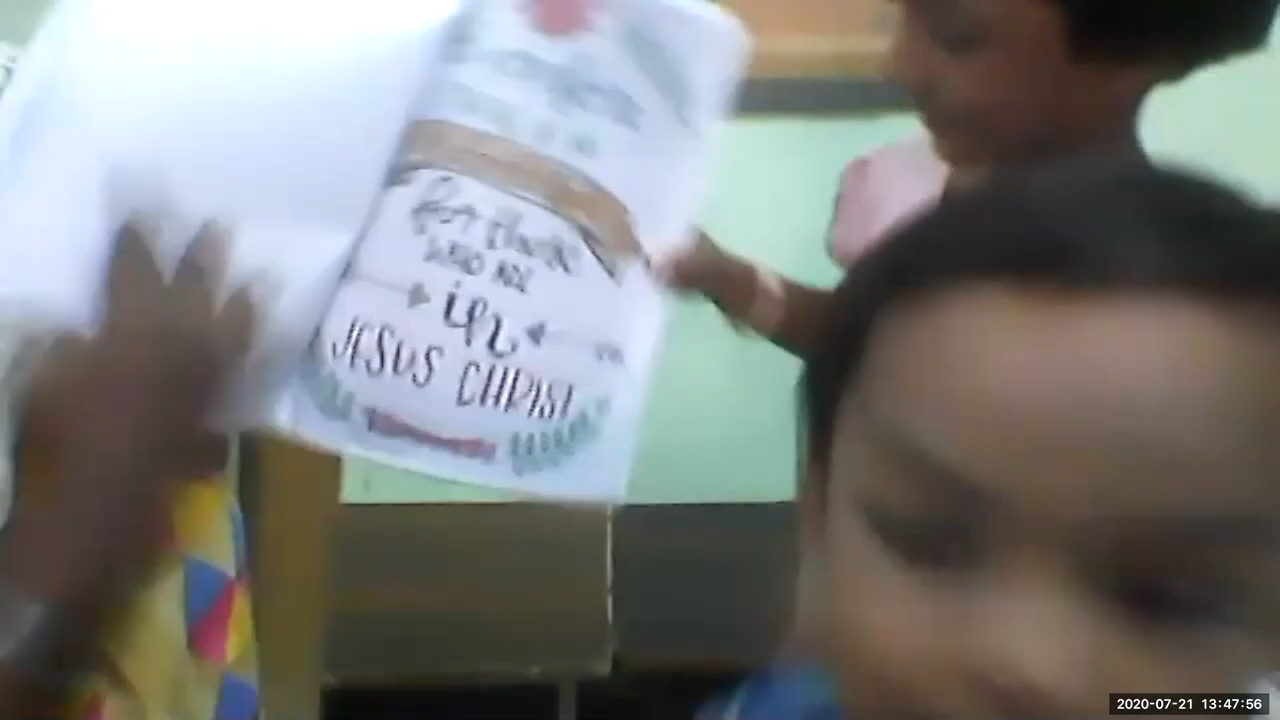 for those
who are
in
JESUS CHRIST
2020-07-21 13:47:56